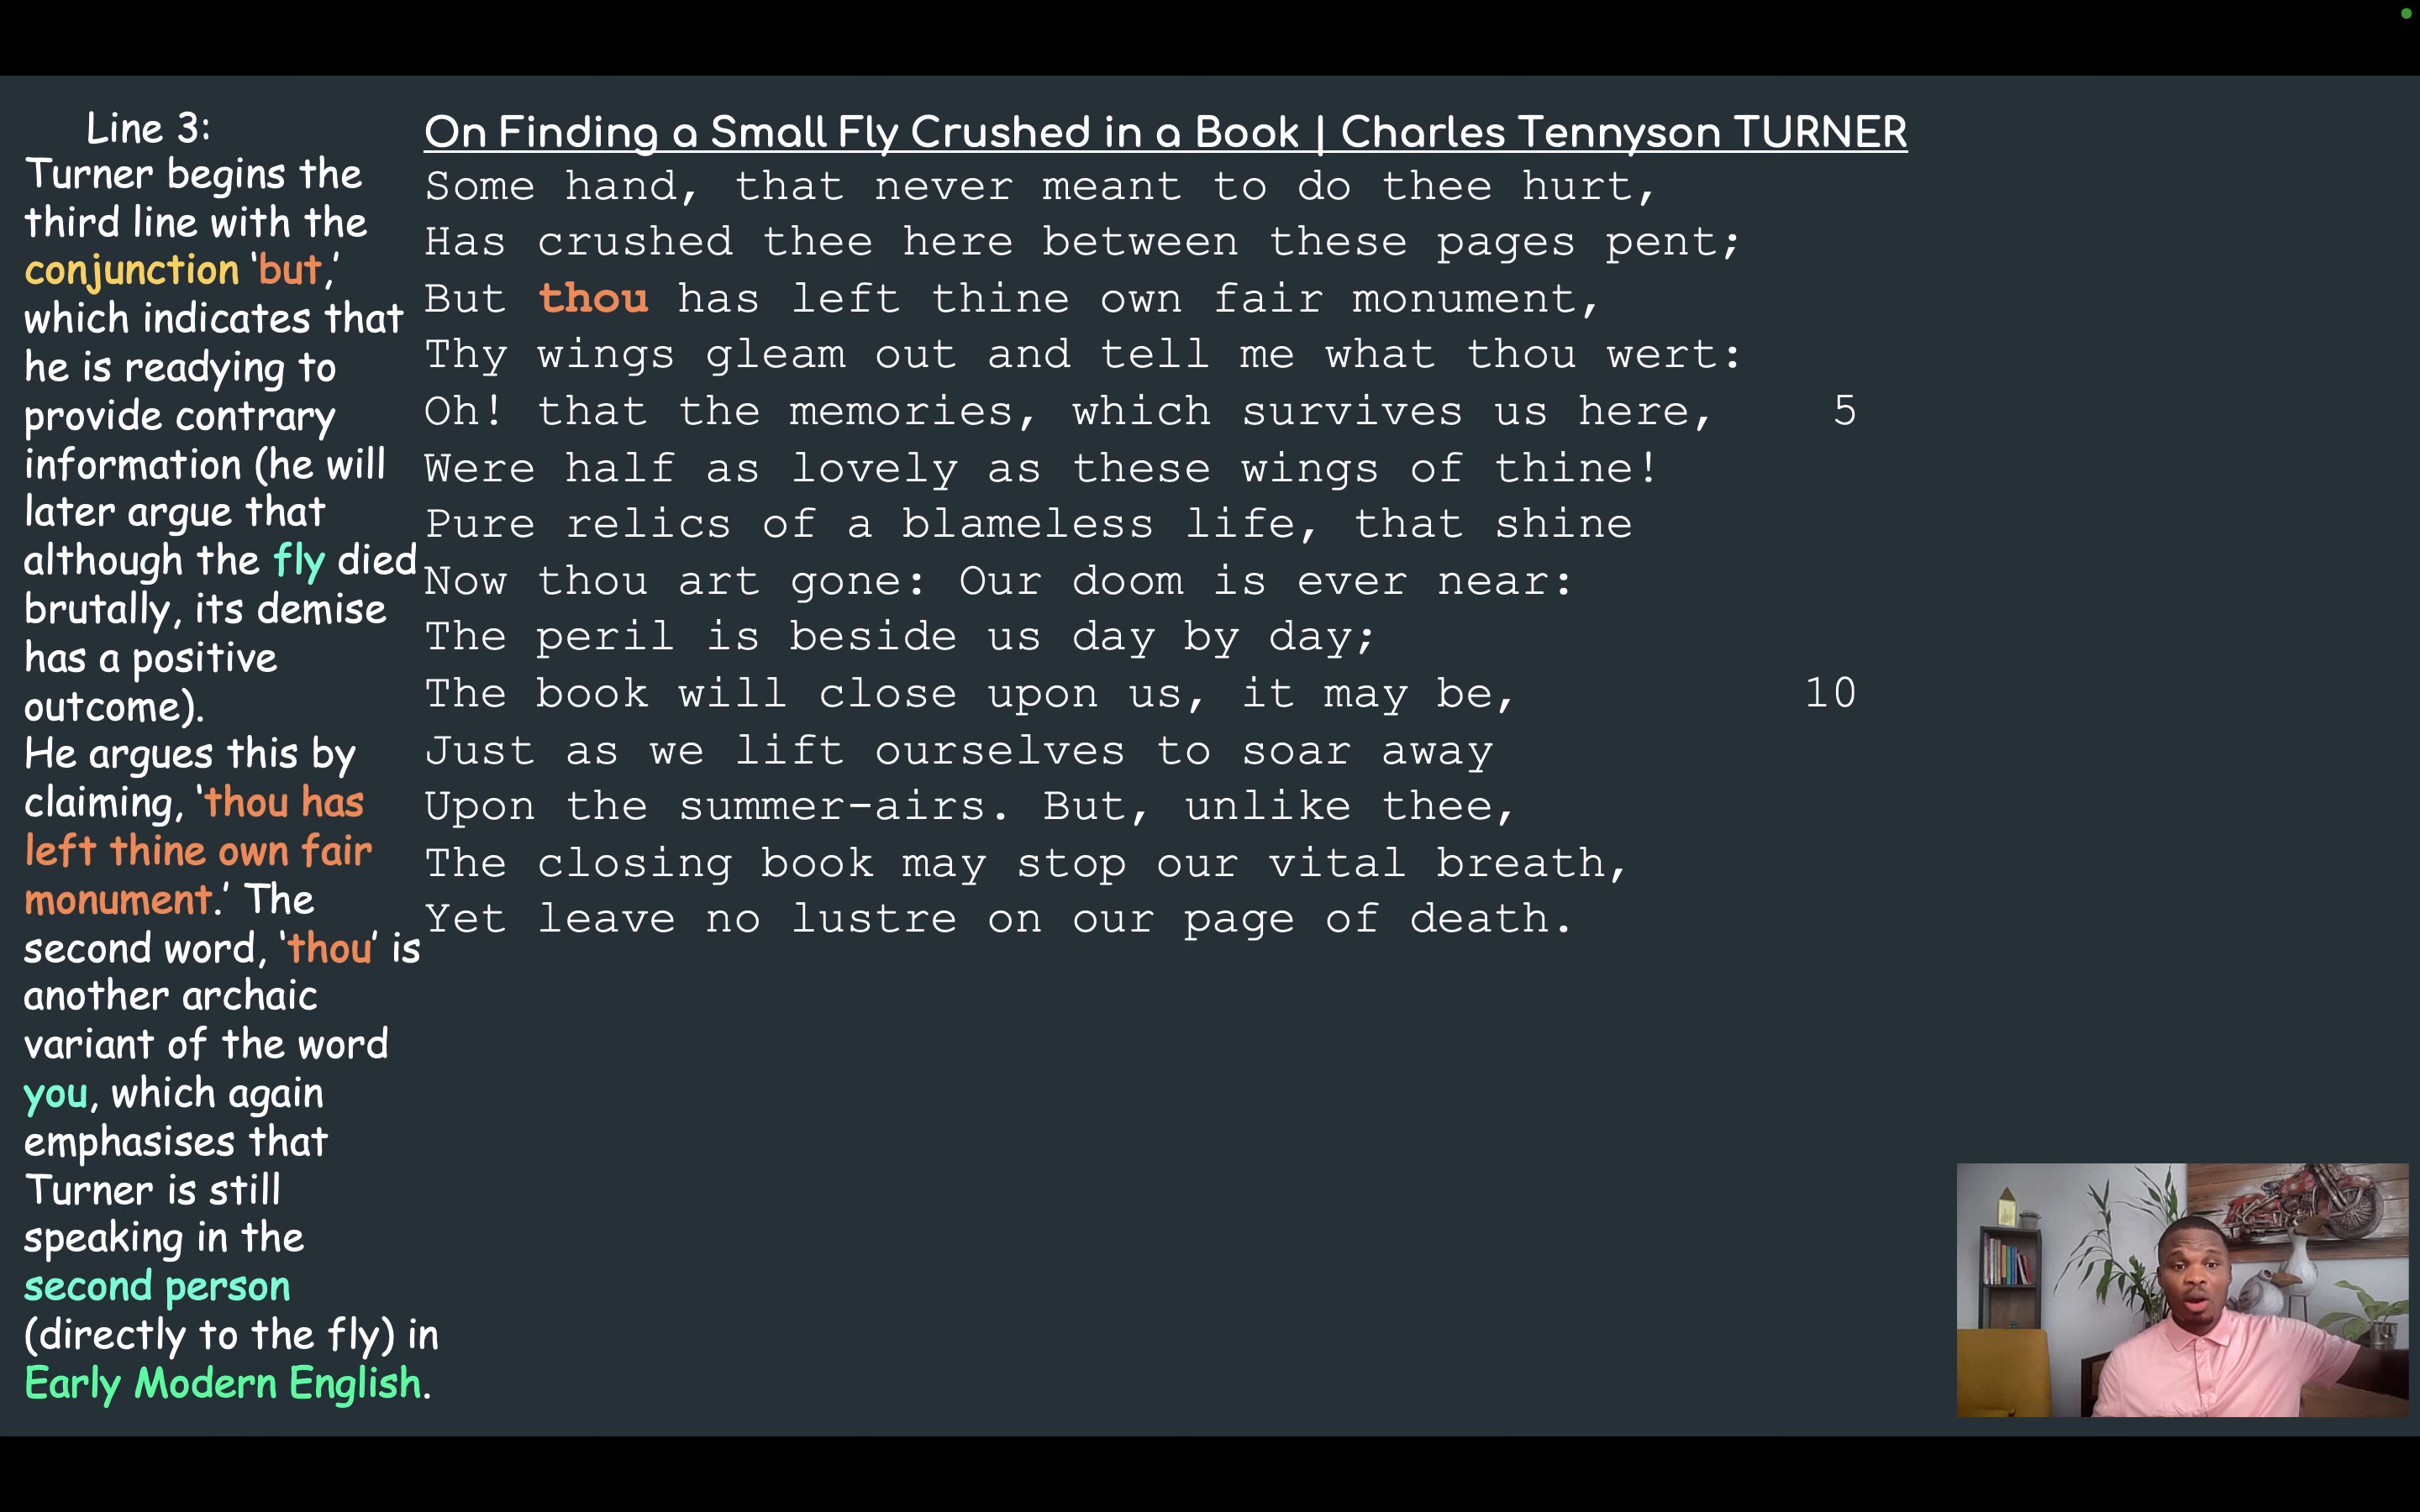 Line 3:
Turner begins the
third line with the
conjunction ‘but,’
which indicates that
he is readying to
provide contrary
information (he will
later argue that
although the fly died
brutally, its demise
has a positive
outcome).
He argues this by
claiming, ‘thou has
left thine own fair
monument.’ The
second word, ‘thou’ is
another archaic
variant of the word
you, which again
emphasises that
Turner is still
speaking in the
second person
(directly to the fly) in
Early Modern English.
On Finding a Small Fly Crushed in a Book | Charles Tennyson TURNER
Some hand, that never meant to do thee hurt,
Has crushed thee here between these pages pent;
But thou has left thine own fair monument,
Thy wings gleam out and tell me what thou wert:
Oh! that the memories, which survives us here, 5
Were half as lovely as these wings of thine!
Pure relics of a blameless life, that shine
Now thou art gone: Our doom is ever near:
The peril is beside us day by day;
The book will close upon us, it may be, 10
Just as we lift ourselves to soar away
Upon the summer-airs. But, unlike thee,
The closing book may stop our vital breath,
Yet leave no lustre on our page of death.